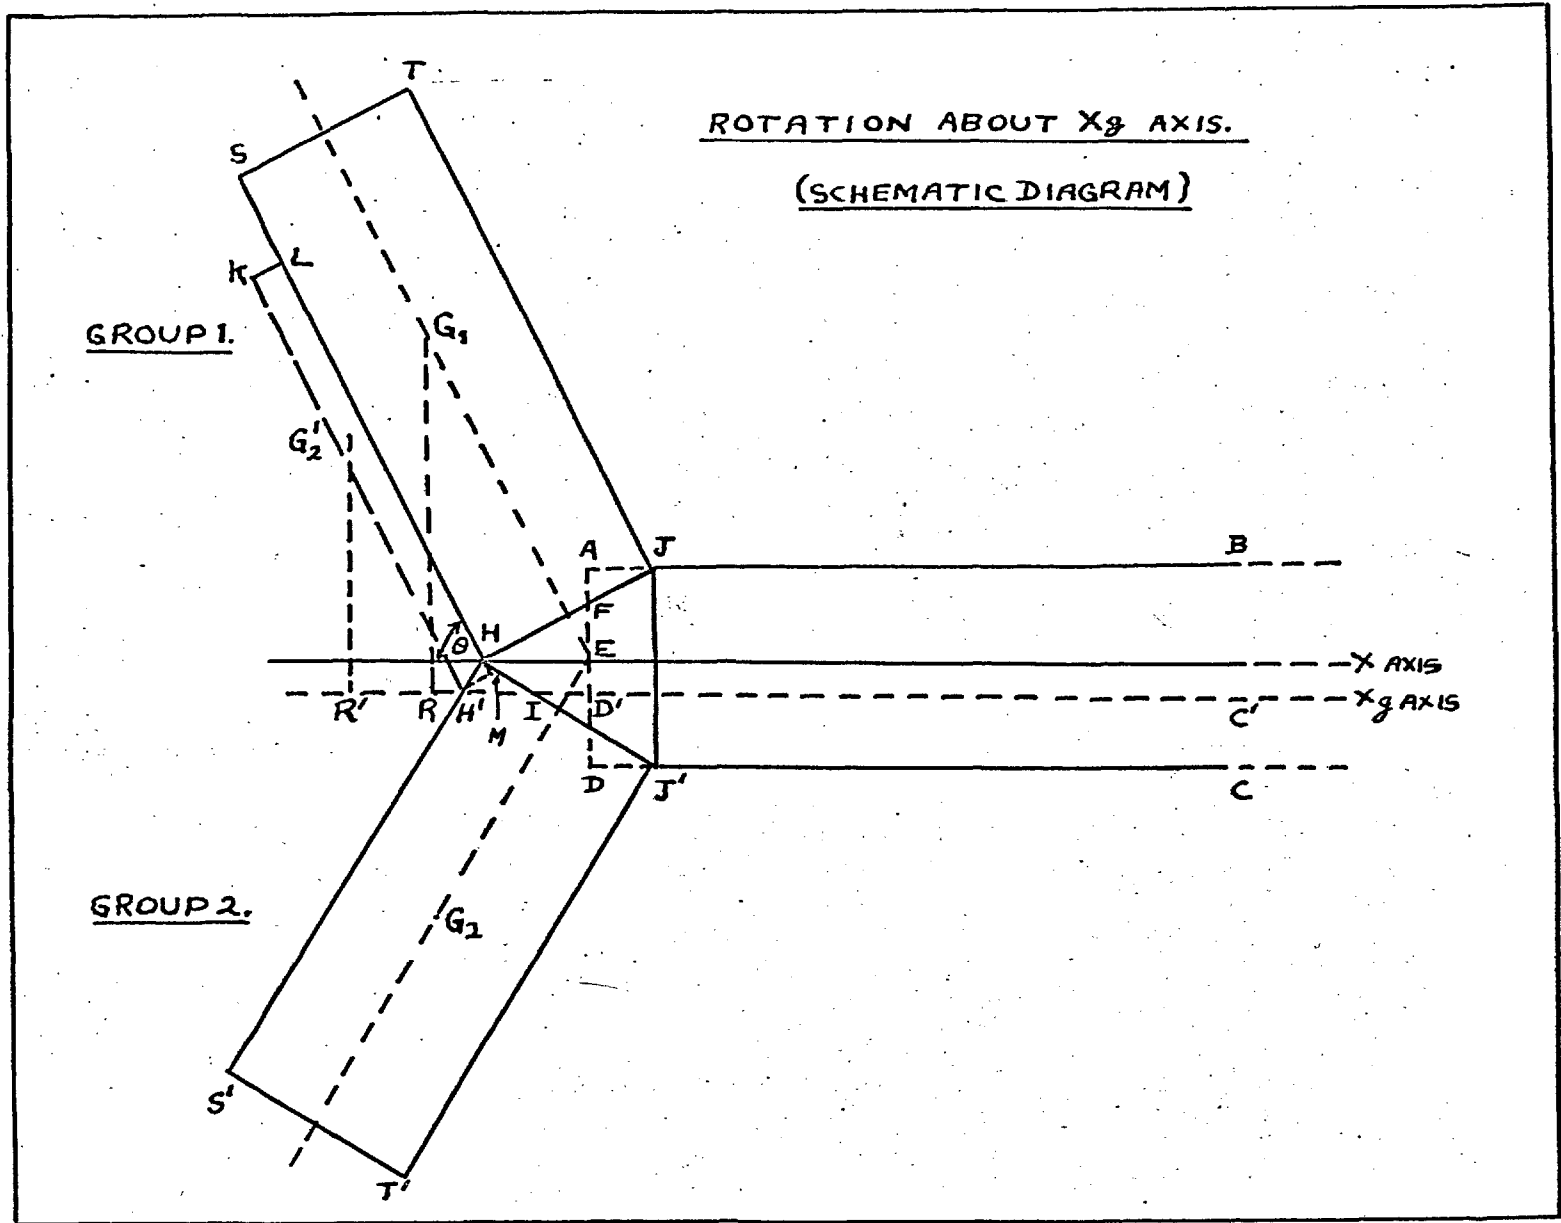 ROTATION ABOUT Xg AXIS.
(SCHEMATIC DIAGRAM)
T
S
K L
GROUP 1.
G₁
G₂'
A J B
F
H
θ
E
X AXIS
R' R H' I D' C' Xg AXIS
M
D J' C
GROUP 2.
G₂
S'
T'